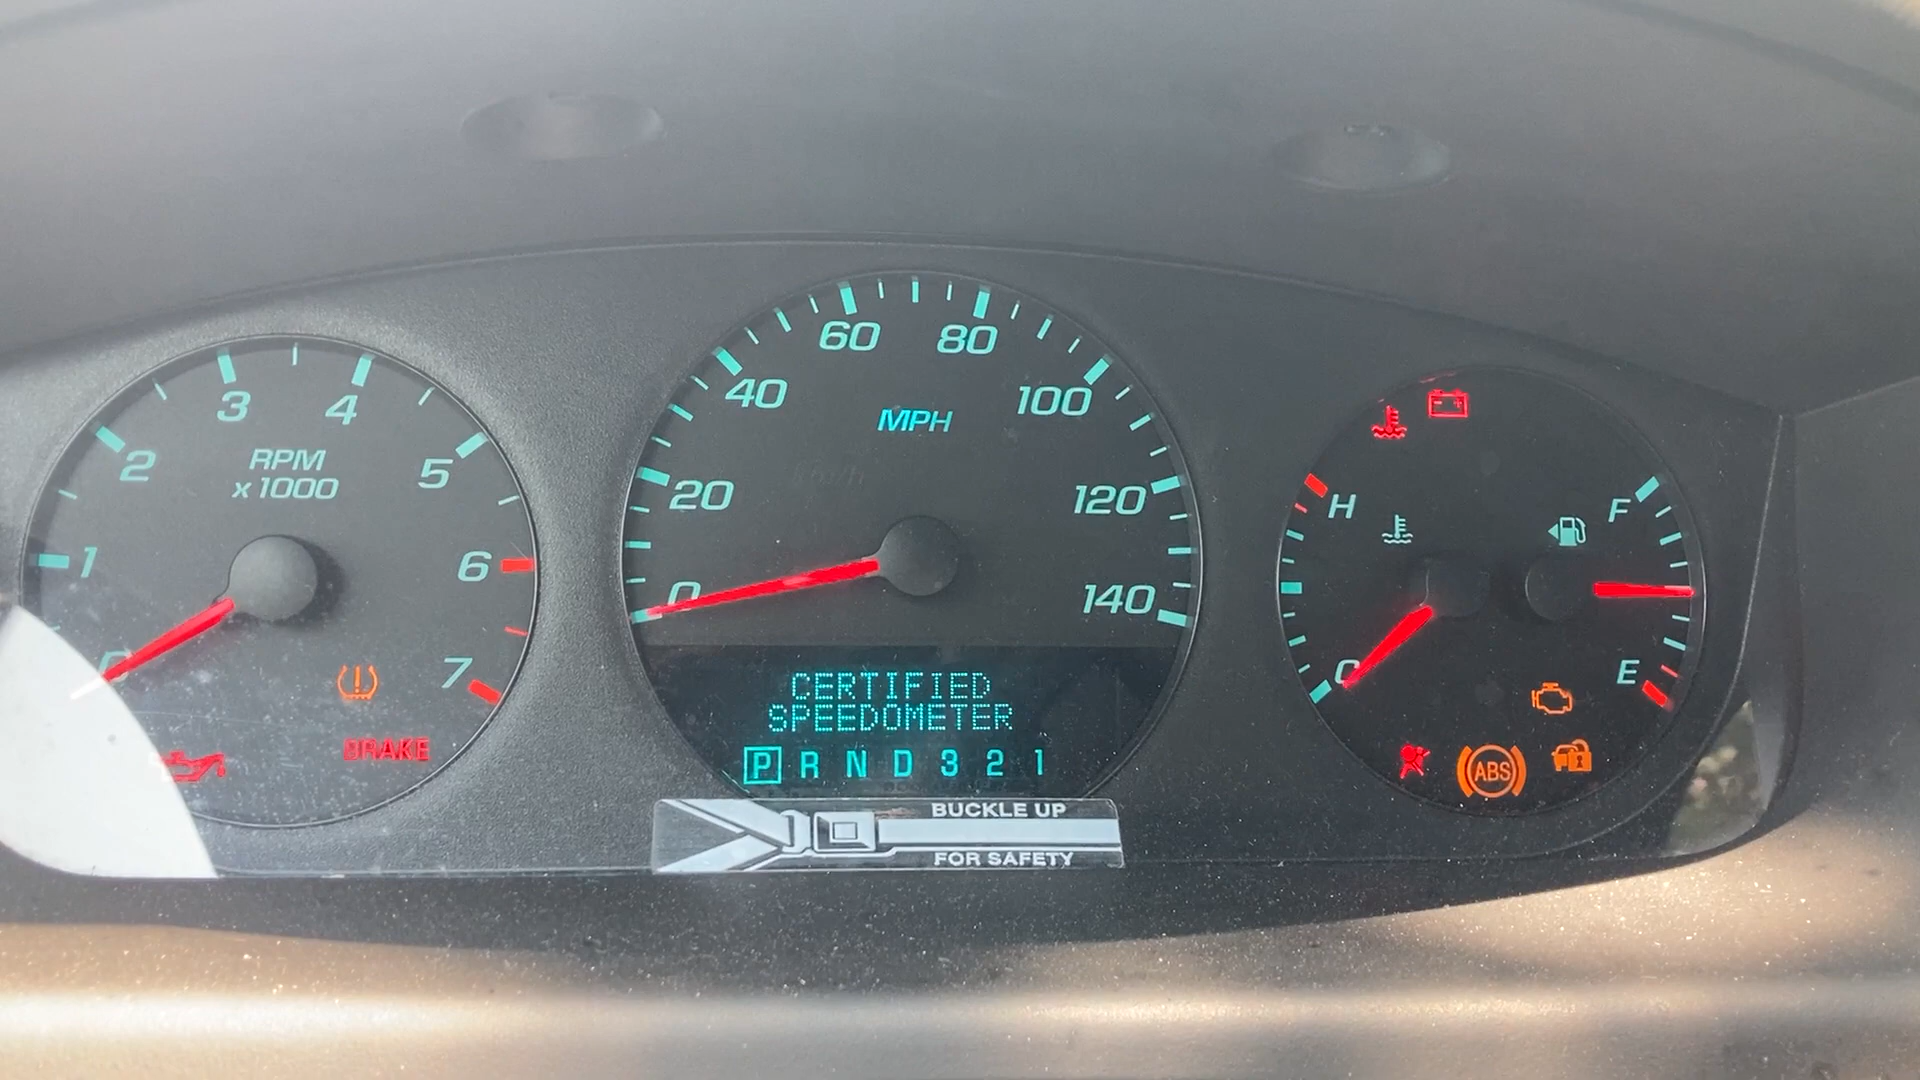 RPM
x1000
0
1
2
3
4
5
6
7
BRAKE
MPH
0
20
40
60
80
100
120
140
CERTIFIED
SPEEDOMETER
P R N D 3 2 1
BUCKLE UP
FOR SAFETY
H
C
F
E
ABS